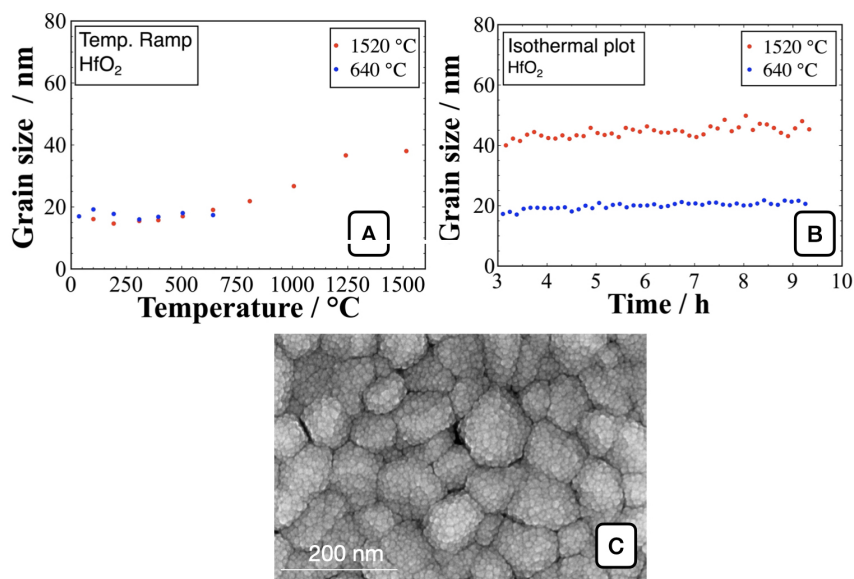 80
60
40
20
0
Grain size / nm
Temp. Ramp
HfO₂
1520 °C
640 °C
A
0 250 500 750 1000 1250 1500
Temperature / °C
80
60
40
20
0
Grain size / nm
Isothermal plot
HfO₂
1520 °C
640 °C
B
3 4 5 6 7 8 9 10
Time / h
200 nm
C